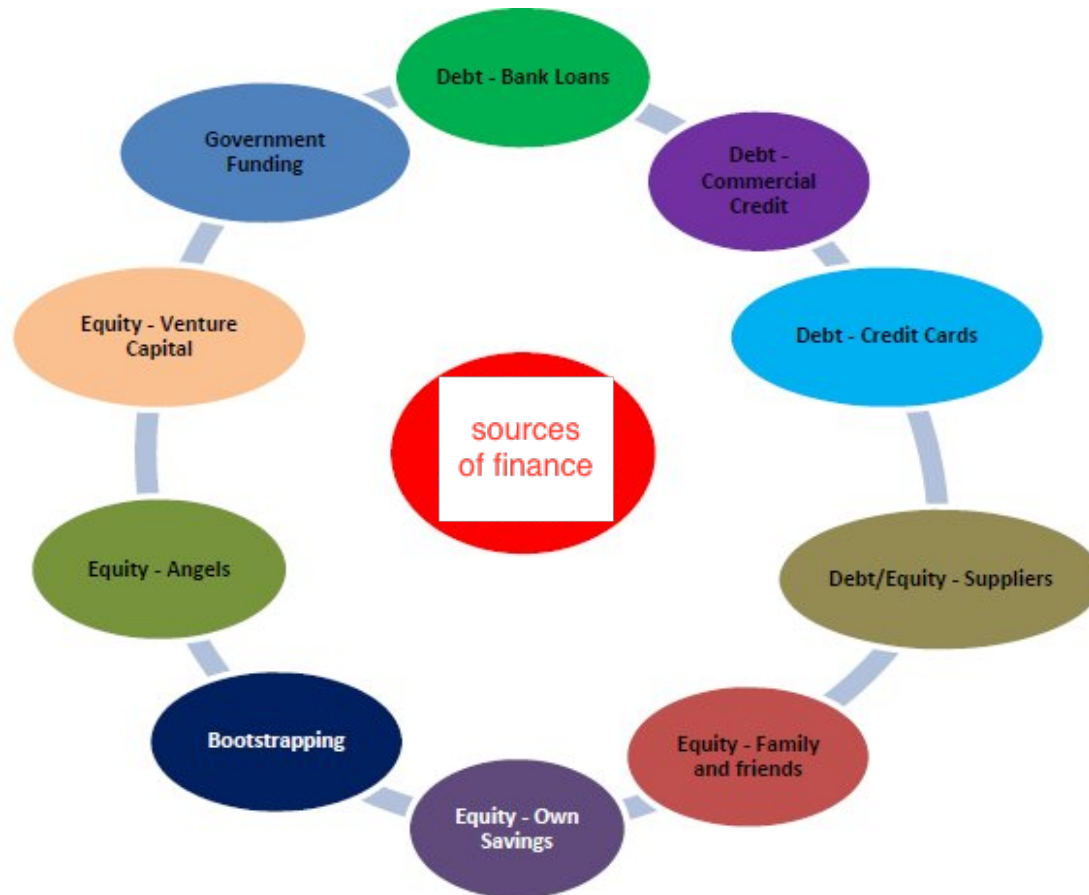 Debt - Bank Loans
Debt -
Commercial
Credit
Debt - Credit Cards
Debt/Equity - Suppliers
Equity - Family
and friends
Equity - Own
Savings
Bootstrapping
Equity - Angels
Equity - Venture
Capital
Government
Funding
sources
of finance